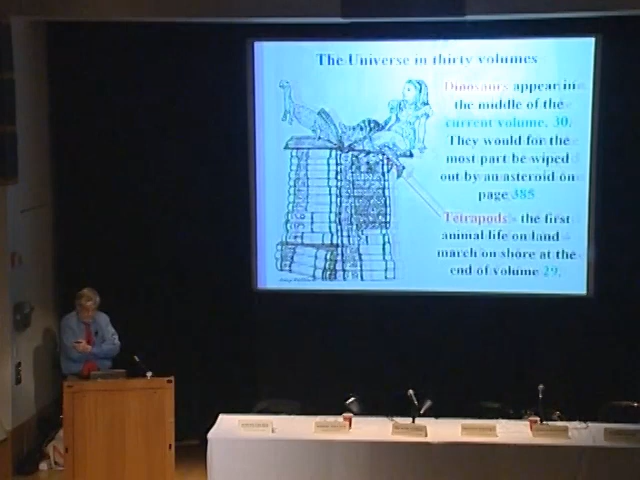 The Universe in thirty volumes
Dinosaurs appear in
the middle of the
current volume, 30.
They would for the
most part be wiped
out by an asteroid on
page 385
Tetrapods - the first
animal life on land -
march on shore at the
end of volume 29.